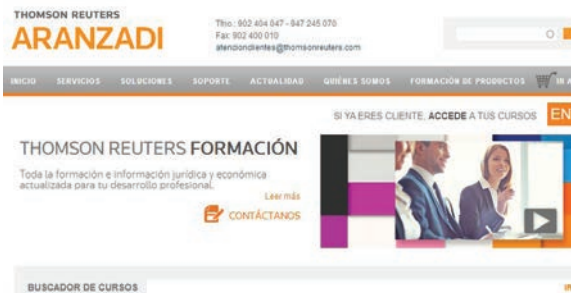 THOMSON REUTERS
ARANZADI
Tfno.: 902 404 047 - 947 245 070
Fax: 902 400 010
atencionclientes@thomsonreuters.com
INICIO SERVICIOS SOLUCIONES SOPORTE ACTUALIDAD QUIÉNES SOMOS FORMACIÓN DE PRODUCTOS IR A
SI YA ERES CLIENTE, ACCEDE A TUS CURSOS EN
THOMSON REUTERS FORMACIÓN
Toda la formación e información jurídica y económica
actualizada para tu desarrollo profesional.
Leer más
CONTÁCTANOS
BUSCADOR DE CURSOS